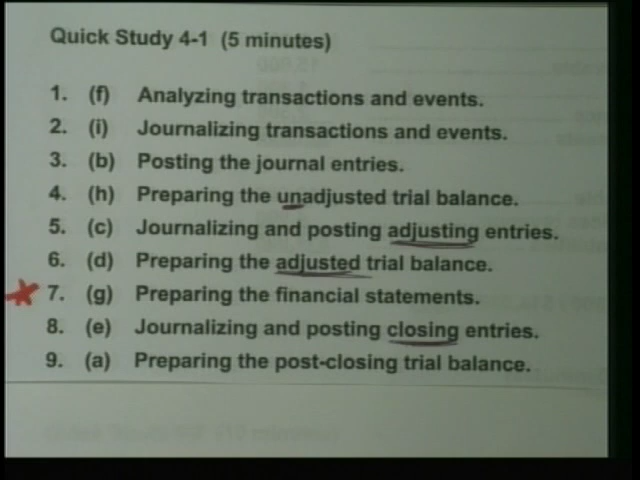 Quick Study 4-1 (5 minutes)
1. (f) Analyzing transactions and events.
2. (i) Journalizing transactions and events.
3. (b) Posting the journal entries.
4. (h) Preparing the unadjusted trial balance.
5. (c) Journalizing and posting adjusting entries.
6. (d) Preparing the adjusted trial balance.
7. (g) Preparing the financial statements.
8. (e) Journalizing and posting closing entries.
9. (a) Preparing the post-closing trial balance.